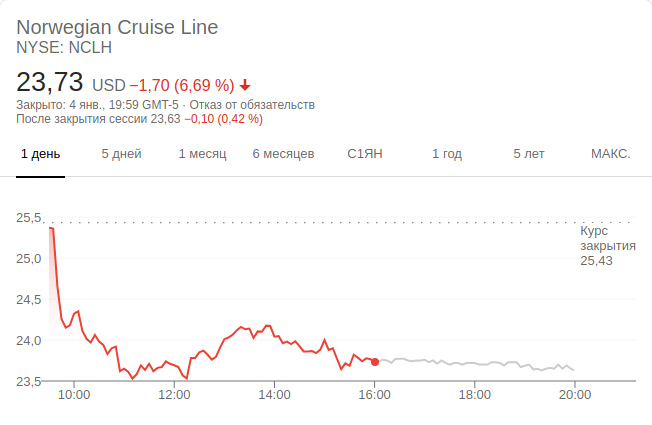 Norwegian Cruise Line
NYSE: NCLH
23,73 USD −1,70 (6,69 %)
Закрыто: 4 янв., 19:59 GMT-5 · Отказ от обязательств
После закрытия сессии 23,63 −0,10 (0,42 %)
1 день 5 дней 1 месяц 6 месяцев С1ЯН 1 год 5 лет МАКС.
25,5
Курс
закрытия
25,43
25,0
24,5
24,0
23,5
10:00 12:00 14:00 16:00 18:00 20:00